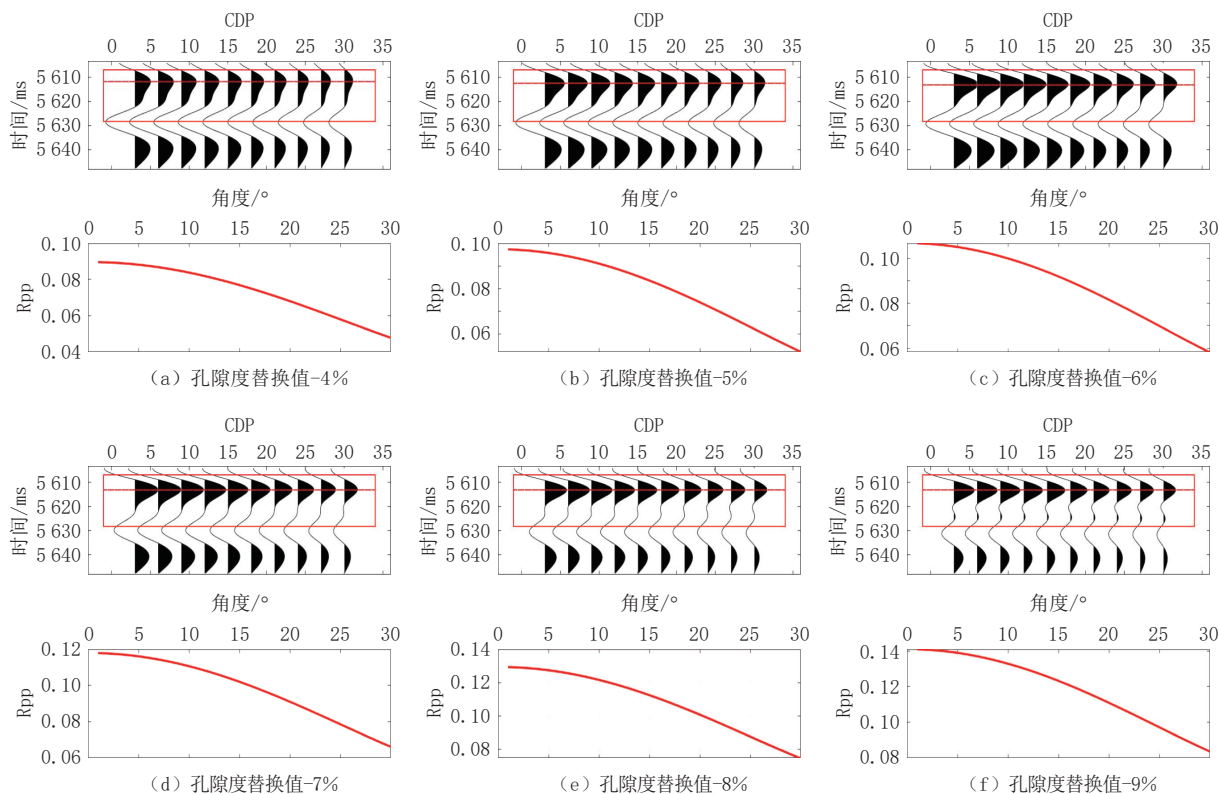 CDP CDP CDP
0 5 10 15 20 25 30 35 0 5 10 15 20 25 30 35 0 5 10 15 20 25 30 35
时间/ms 时间/ms 时间/ms
5 610 5 610 5 610
5 620 5 620 5 620
5 630 5 630 5 630
5 640 5 640 5 640
角度/° 角度/° 角度/°
0 5 10 15 20 25 30 0 5 10 15 20 25 30 0 5 10 15 20 25 30
Rpp Rpp Rpp
0.10 0.10 0.10
0.08 0.08 0.08
0.06 0.06 0.06
0.04
(a) 孔隙度替换值-4% (b) 孔隙度替换值-5% (c) 孔隙度替换值-6%
CDP CDP CDP
0 5 10 15 20 25 30 35 0 5 10 15 20 25 30 35 0 5 10 15 20 25 30 35
时间/ms 时间/ms 时间/ms
5 610 5 610 5 610
5 620 5 620 5 620
5 630 5 630 5 630
5 640 5 640 5 640
角度/° 角度/° 角度/°
0 5 10 15 20 25 30 0 5 10 15 20 25 30 0 5 10 15 20 25 30
Rpp Rpp Rpp
0.12 0.14 0.14
0.10 0.12 0.12
0.08 0.10 0.10
0.06 0.08 0.08
(d) 孔隙度替换值-7% (e) 孔隙度替换值-8% (f) 孔隙度替换值-9%